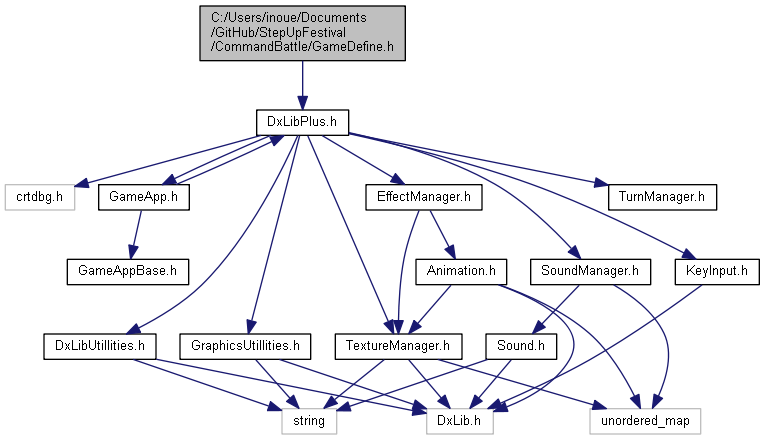 C:/Users/inoue/Documents
/GitHub/StepUpFestival
/CommandBattle/GameDefine.h
DxLibPlus.h
crtdbg.h
GameApp.h
EffectManager.h
TurnManager.h
GameAppBase.h
Animation.h
SoundManager.h
KeyInput.h
DxLibUtillities.h
GraphicsUtillities.h
TextureManager.h
Sound.h
string
DxLib.h
unordered_map